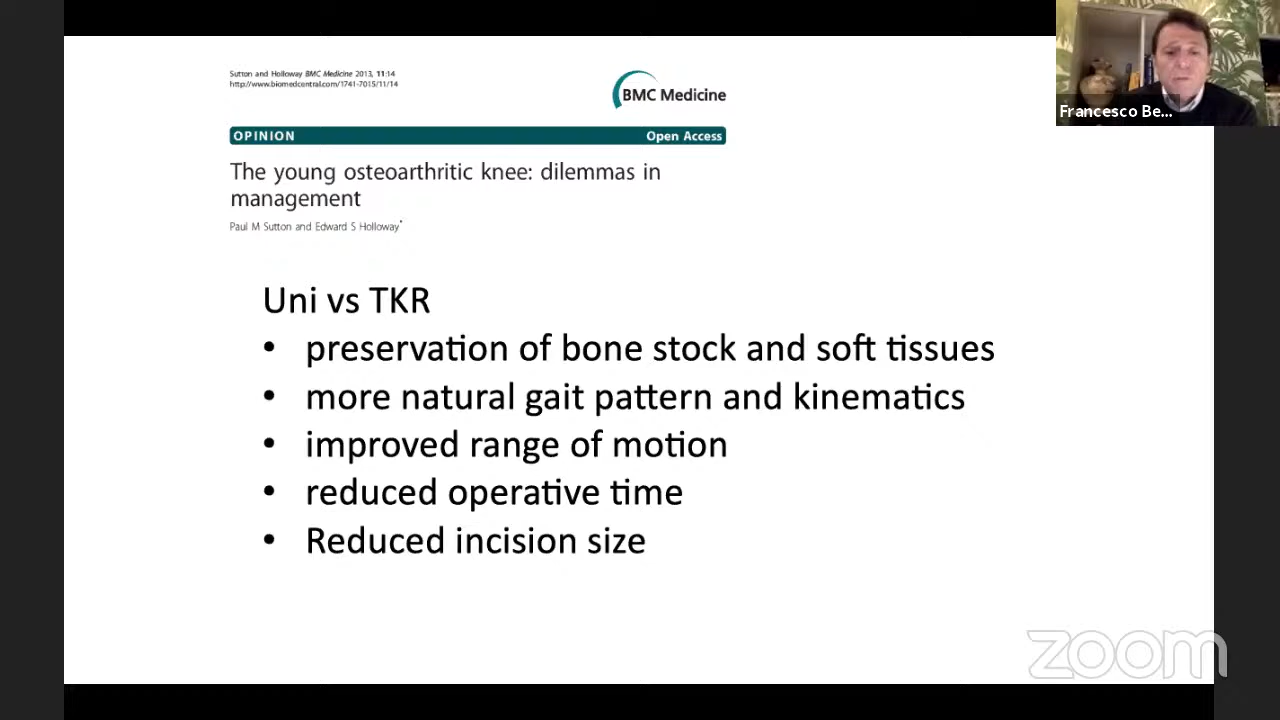 Sutton and Holloway BMC Medicine 2013, 11:14
http://www.biomedcentral.com/1741-7015/11/14
BMC Medicine
OPINION Open Access
The young osteoarthritic knee: dilemmas in
management
Paul M Sutton and Edward S Holloway*
Francesco Be...
Uni vs TKR
• preservation of bone stock and soft tissues
• more natural gait pattern and kinematics
• improved range of motion
• reduced operative time
• Reduced incision size
zoom